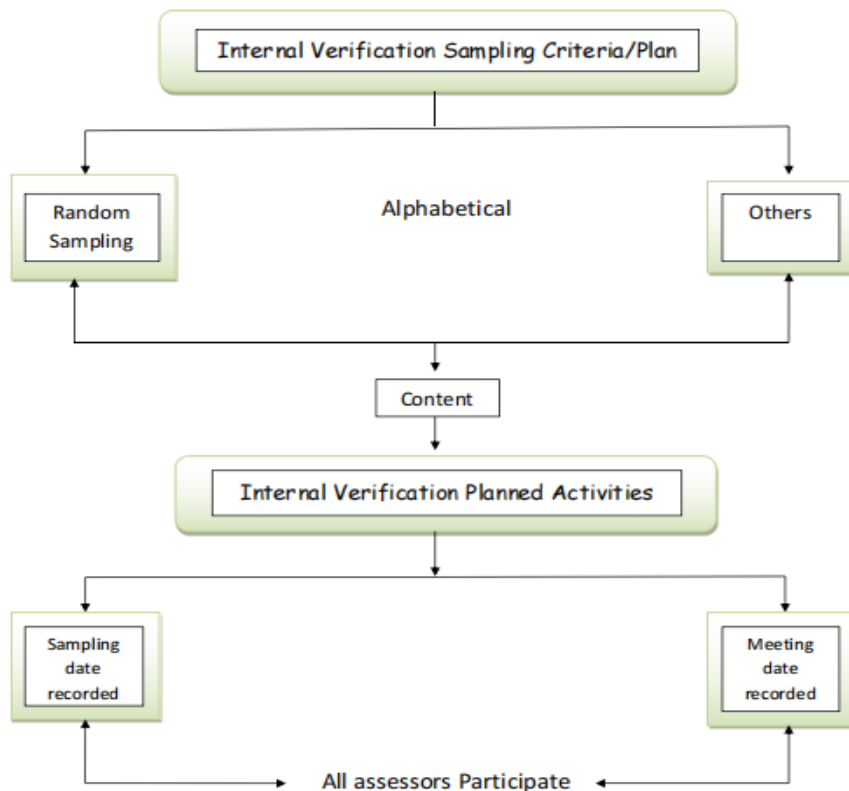 Internal Verification Sampling Criteria/Plan
Random
Sampling
Alphabetical
Others
Content
Internal Verification Planned Activities
Sampling
date
recorded
Meeting
date
recorded
All assessors Participate